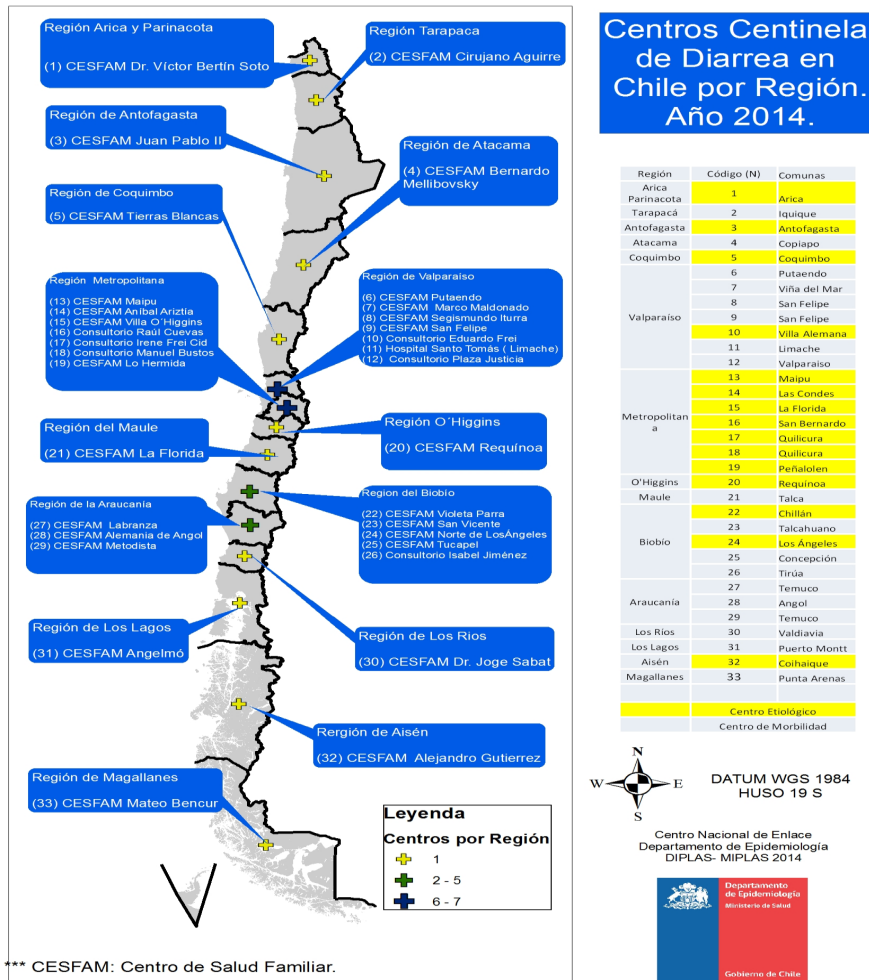 Región Arica y Parinacota
(1) CESFAM Dr. Víctor Bertín Soto
Región Tarapaca
(2) CESFAM Cirujano Aguirre
Región de Antofagasta
(3) CESFAM Juan Pablo II
Región de Atacama
(4) CESFAM Bernardo
Mellibovsky
Región de Coquimbo
(5) CESFAM Tierras Blancas
Región Metropolitana
(13) CESFAM Maipu
(14) CESFAM Aníbal Ariztía
(15) CESFAM Villa O´Higgins
(16) Consultorio Raúl Cuevas
(17) Consultorio Irene Frei Cid
(18) Consultorio Manuel Bustos
(19) CESFAM Lo Hermida
Región de Valparaíso
(6) CESFAM Putaendo
(7) CESFAM Marco Maldonado
(8) CESFAM Segismundo Iturra
(9) CESFAM San Felipe
(10) Consultorio Eduardo Frei
(11) Hospital Santo Tomás ( Limache)
(12) Consultorio Plaza Justicia
Región O´Higgins
(20) CESFAM Requínoa
Región del Maule
(21) CESFAM La Florida
Región de la Araucanía
(27) CESFAM Labranza
(28) CESFAM Alemania de Angol
(29) CESFAM Metodista
Region del Biobío
(22) CESFAM Violeta Parra
(23) CESFAM San Vicente
(24) CESFAM Norte de LosÁngeles
(25) CESFAM Tucapel
(26) Consultorio Isabel Jiménez
Región de Los Lagos
(31) CESFAM Angelmó
Región de Los Rios
(30) CESFAM Dr. Joge Sabat
Rergión de Aisén
(32) CESFAM Alejandro Gutierrez
Región de Magallanes
(33) CESFAM Mateo Bencur
Leyenda
Centros por Región
1
2 - 5
6 - 7
*** CESFAM: Centro de Salud Familiar.
Centros Centinela
de Diarrea en
Chile por Región.
Año 2014.
Región Código (N) Comunas
Arica
Parinacota 1 Arica
Tarapacá 2 Iquique
Antofagasta 3 Antofagasta
Atacama 4 Copiapo
Coquimbo 5 Coquimbo
Valparaíso
6 Putaendo
7 Viña del Mar
8 San Felipe
9 San Felipe
10 Villa Alemana
11 Limache
12 Valparaiso
Metropolitan
a
13 Maipu
14 Las Condes
15 La Florida
16 San Bernardo
17 Quilicura
18 Quilicura
19 Peñalolen
O'Higgins 20 Requínoa
Maule 21 Talca
Biobío
22 Chillán
23 Talcahuano
24 Los Ángeles
25 Concepción
26 Tirúa
Araucanía
27 Temuco
28 Angol
29 Temuco
Los Ríos 30 Valdiavia
Los Lagos 31 Puerto Montt
Aisén 32 Coihaique
Magallanes 33 Punta Arenas
Centro Etiológico
Centro de Morbilidad
N
W E
S
DATUM WGS 1984
HUSO 19 S
Centro Nacional de Enlace
Departamento de Epidemiología
DIPLAS- MIPLAS 2014
Departamento
de Epidemiología
Ministerio de Salud
Gobierno de Chile